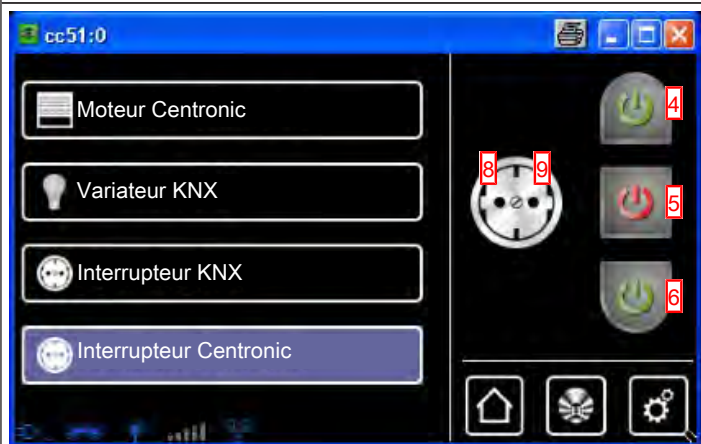 cc51:0
Moteur Centronic
Variateur KNX
Interrupteur KNX
Interrupteur Centronic
4
8 9
5
6